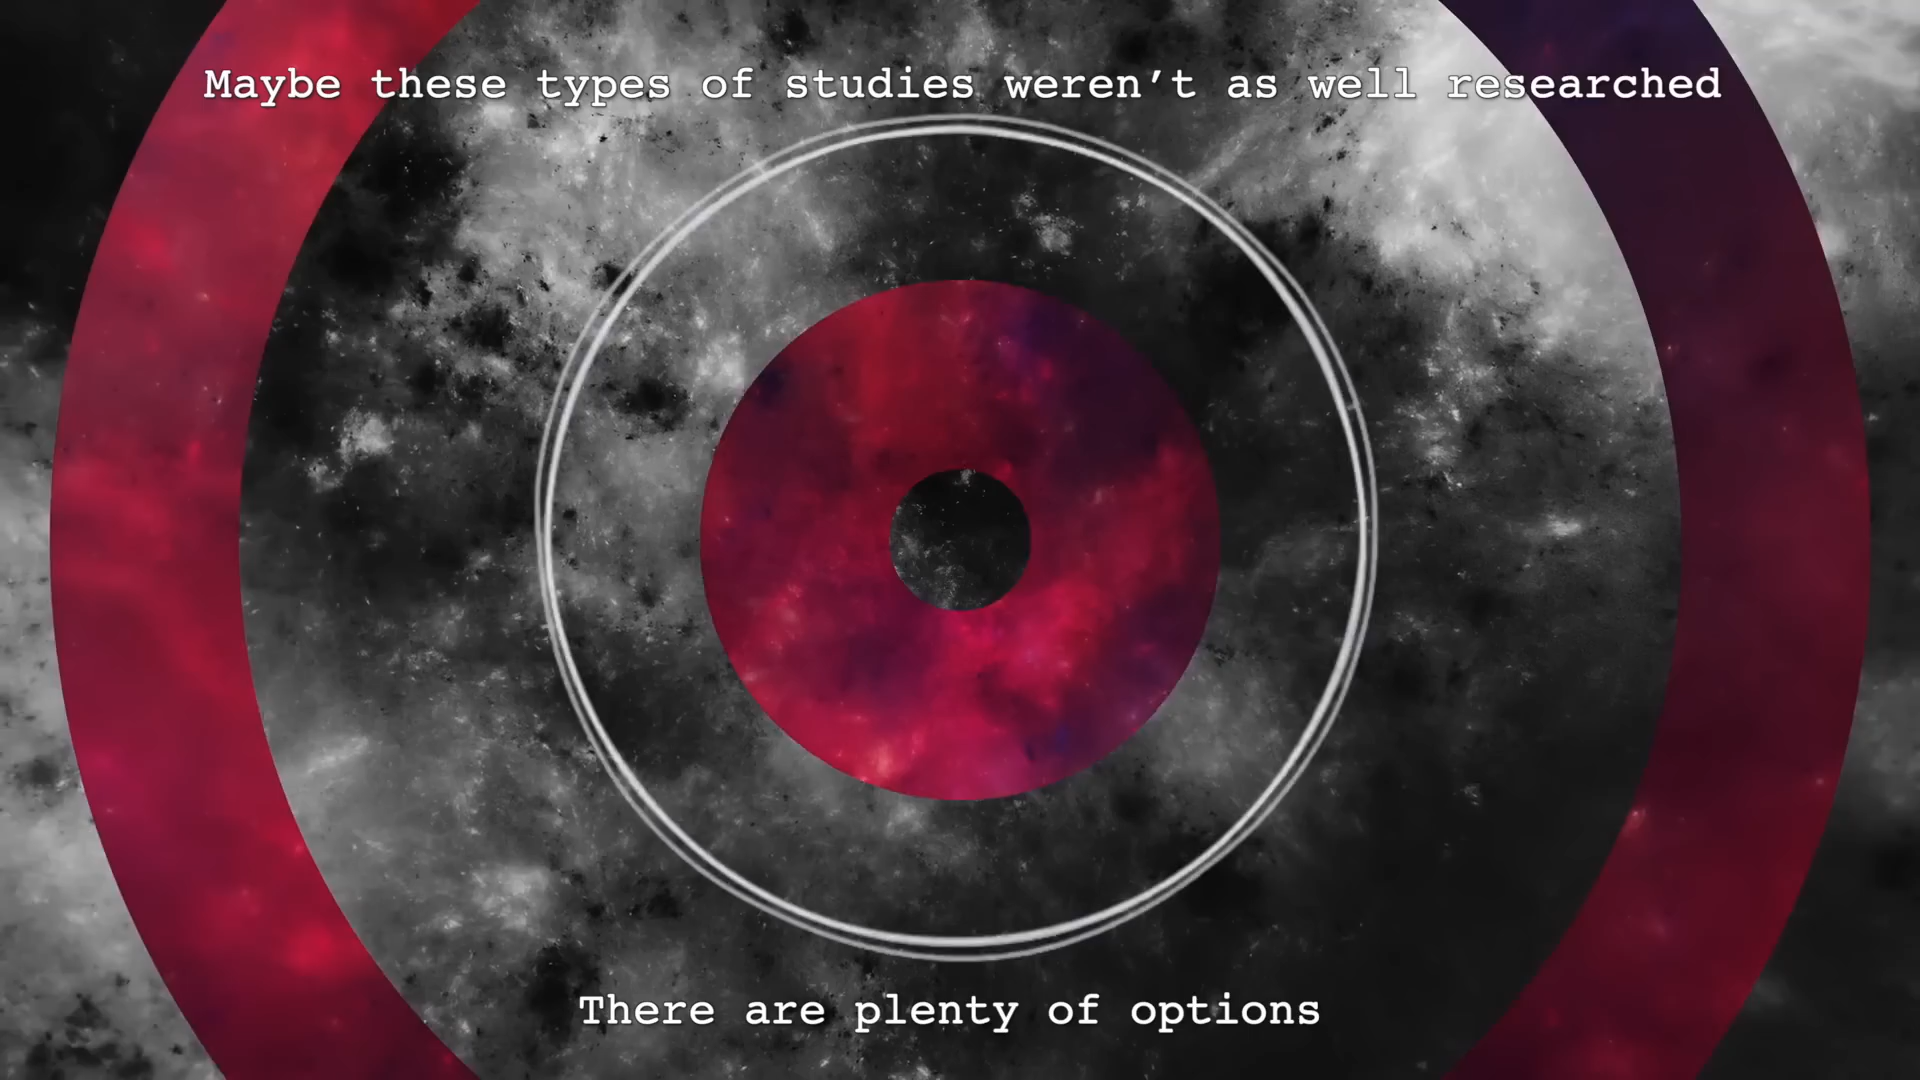 Maybe these types of studies weren’t as well researched
There are plenty of options